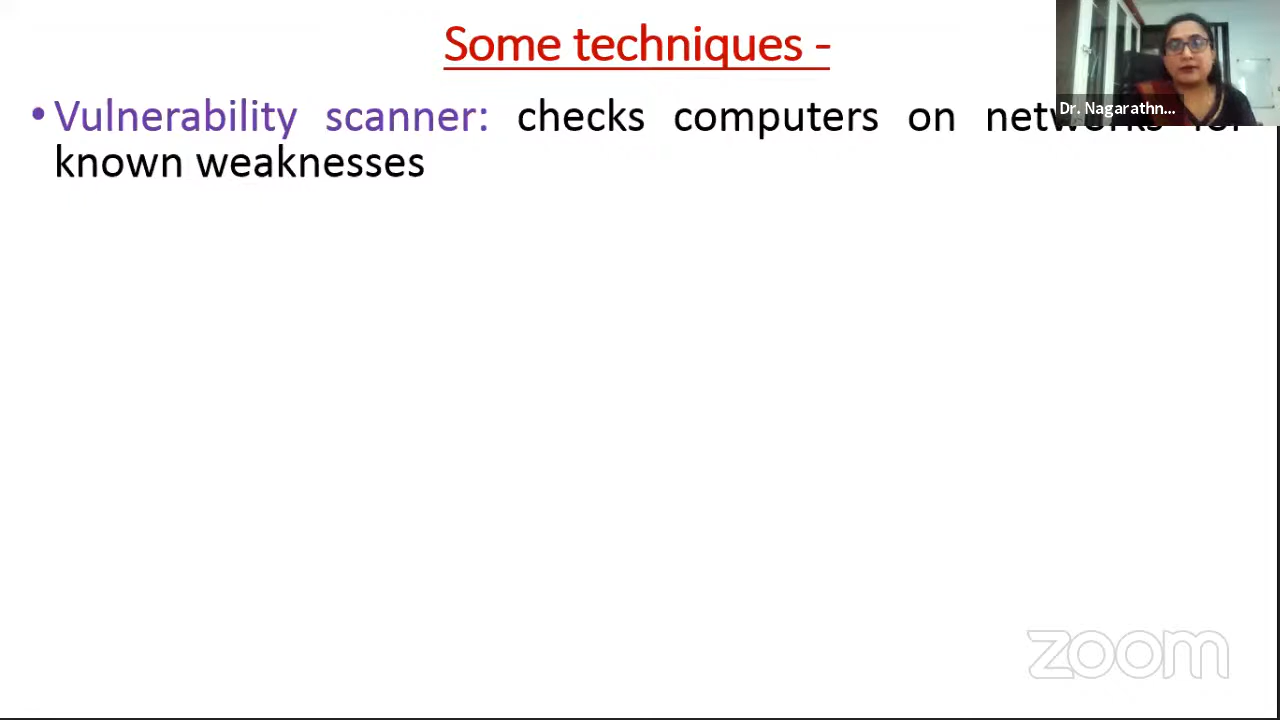 Some techniques -
• Vulnerability scanner: checks computers on networks for
known weaknesses
Dr. Nagarathn...
zoom